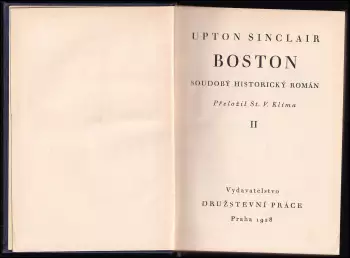 UPTON SINCLAIR
BOSTON
SOUDOBÝ HISTORICKÝ ROMÁN
Přeložil St. V. Klíma
II
Vydavatelstvo
DRUŽSTEVNÍ PRÁCE
Praha 1928